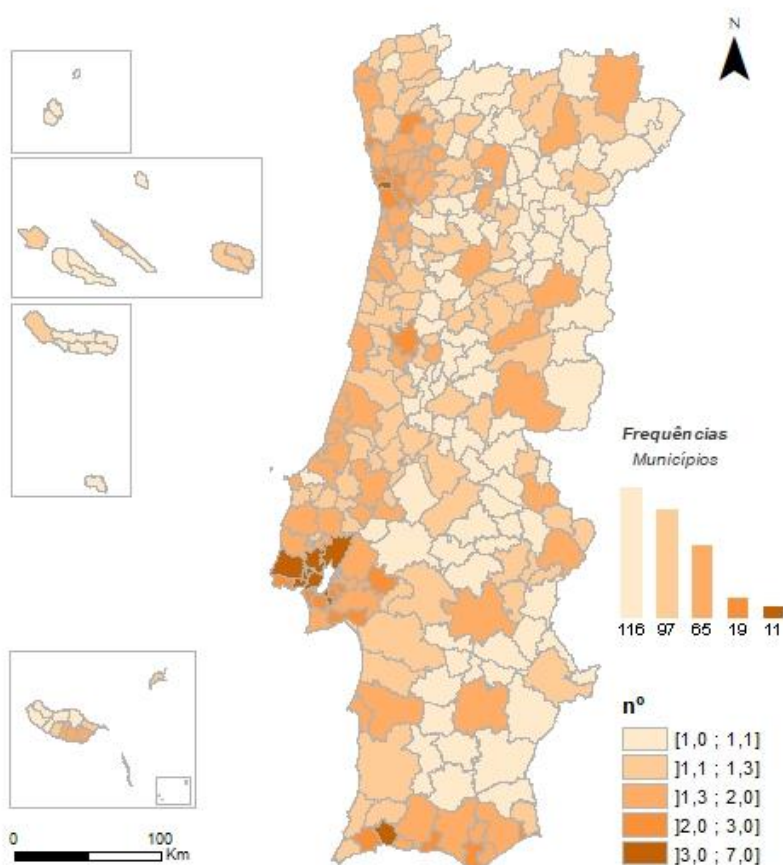 N
Frequências
Municípios
116 97 65 19 11
nº
]1,0 ; 1,1]
]1,1 ; 1,3]
]1,3 ; 2,0]
]2,0 ; 3,0]
]3,0 ; 7,0]
0 100
Km